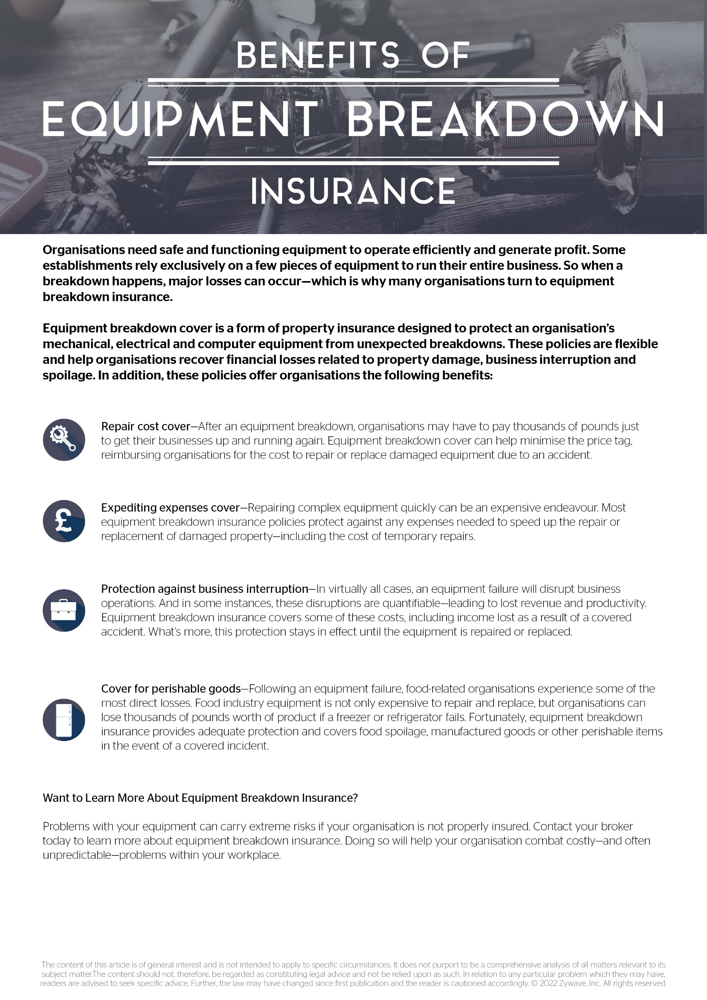 BENEFITS OF
EQUIPMENT BREAKDOWN
INSURANCE
Organisations need safe and functioning equipment to operate efficiently and generate profit. Some
establishments rely exclusively on a few pieces of equipment to run their entire business. So when a
breakdown happens, major losses can occur—which is why many organisations turn to equipment
breakdown insurance.
Equipment breakdown cover is a form of property insurance designed to protect an organisation’s
mechanical, electrical and computer equipment from unexpected breakdowns. These policies are flexible
and help organisations recover financial losses related to property damage, business interruption and
spoilage. In addition, these policies offer organisations the following benefits:
Repair cost cover—After an equipment breakdown, organisations may have to pay thousands of pounds just
to get their businesses up and running again. Equipment breakdown cover can help minimise the price tag,
reimbursing organisations for the cost to repair or replace damaged equipment due to an accident.
£
Expediting expenses cover—Repairing complex equipment quickly can be an expensive endeavour. Most
equipment breakdown insurance policies protect against any expenses needed to speed up the repair or
replacement of damaged property—including the cost of temporary repairs.
Protection against business interruption—In virtually all cases, an equipment failure will disrupt business
operations. And in some instances, these disruptions are quantifiable—leading to lost revenue and productivity.
Equipment breakdown insurance covers some of these costs, including income lost as a result of a covered
accident. What’s more, this protection stays in effect until the equipment is repaired or replaced.
Cover for perishable goods—Following an equipment failure, food-related organisations experience some of the
most direct losses. Food industry equipment is not only expensive to repair and replace, but organisations can
lose thousands of pounds worth of product if a freezer or refrigerator fails. Fortunately, equipment breakdown
insurance provides adequate protection and covers food spoilage, manufactured goods or other perishable items
in the event of a covered incident.
Want to Learn More About Equipment Breakdown Insurance?
Problems with your equipment can carry extreme risks if your organisation is not properly insured. Contact your broker
today to learn more about equipment breakdown insurance. Doing so will help your organisation combat costly—and often
unpredictable—problems within your workplace.
The content of this article is of general interest and is not intended to apply to specific circumstances. It does not purport to be a comprehensive analysis of all matters relevant to its
subject matter.The content should not, therefore, be regarded as constituting legal advice and not be relied upon as such. In relation to any particular problem which they may have,
readers are advised to seek specific advice. Further, the law may have changed since first publication and the reader is cautioned accordingly. © 2022 Zywave, Inc. All rights reserved.